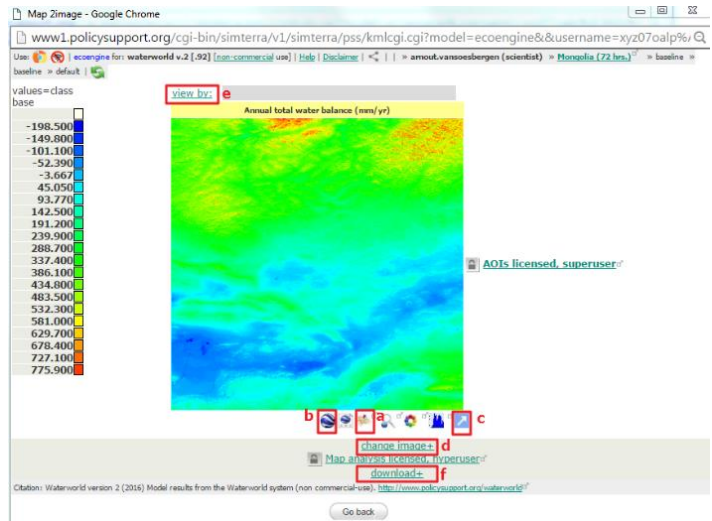 Map 2image - Google Chrome
www1.policysupport.org/cgi-bin/simterra/v1/simterra/pss/kmlcgi.cgi?model=ecoengine&&username=xyz07oalp%
Use: | ecoengine for: waterworld v.2 [.92] [non-commercial use] | Help | Disclaimer | | | » arnout.vansoesbergen (scientist) » Mongolia (72 hrs.) » baseline »
baseline » default |
values=class
base
view by: e
Annual total water balance (mm/yr)
-198.500
-149.800
-101.100
-52.390
-3.667
45.050
93.770
142.500
191.200
239.900
288.700
337.400
386.100
434.800
483.500
532.300
581.000
629.700
678.400
727.100
775.900
AOIs licensed, superuser
b a c
change image+ d
Map analysis licensed, hyperuser
download+ f
Citation: Waterworld version 2 (2016) Model results from the Waterworld system (non commercial-use). http://www.policysupport.org/waterworld
Go back